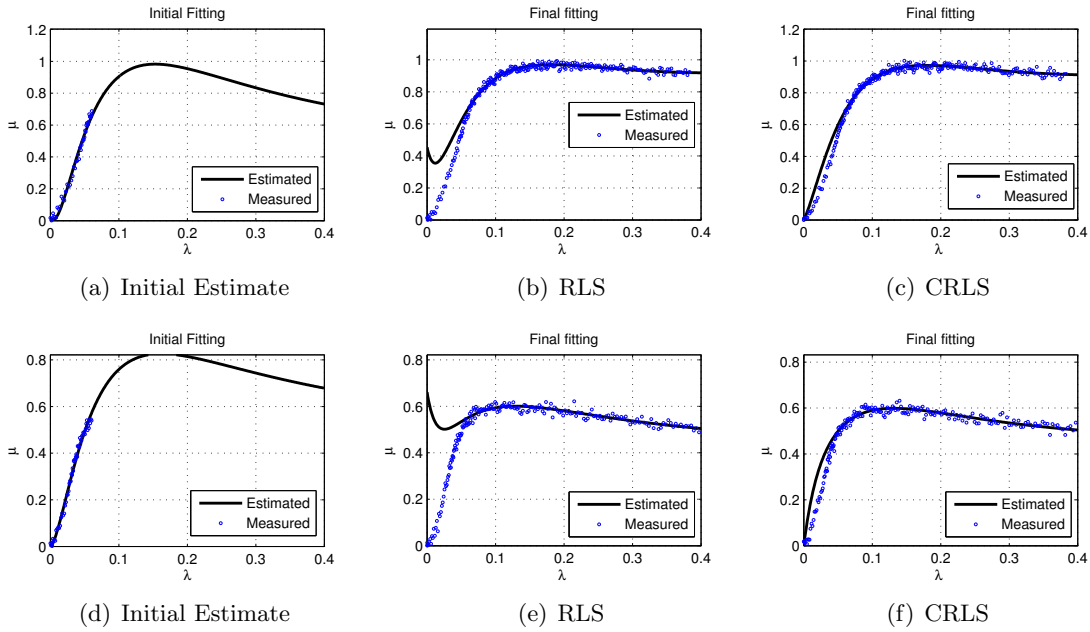 Initial Fitting
1.2
1
0.8
0.6
0.4
0.2
0
μ
Estimated
Measured
0 0.1 0.2 0.3 0.4
λ
(a) Initial Estimate
Final fitting
1.2
1
0.8
0.6
0.4
0.2
0
μ
Estimated
Measured
0 0.1 0.2 0.3 0.4
λ
(b) RLS
Final fitting
1.2
1
0.8
0.6
0.4
0.2
0
μ
Estimated
Measured
0 0.1 0.2 0.3 0.4
λ
(c) CRLS
Initial Fitting
0.8
0.6
0.4
0.2
0
μ
Estimated
Measured
0 0.1 0.2 0.3 0.4
λ
(d) Initial Estimate
Final fitting
0.8
0.6
0.4
0.2
0
μ
Estimated
Measured
0 0.1 0.2 0.3 0.4
λ
(e) RLS
Final fitting
0.8
0.6
0.4
0.2
0
μ
Estimated
Measured
0 0.1 0.2 0.3 0.4
λ
(f) CRLS